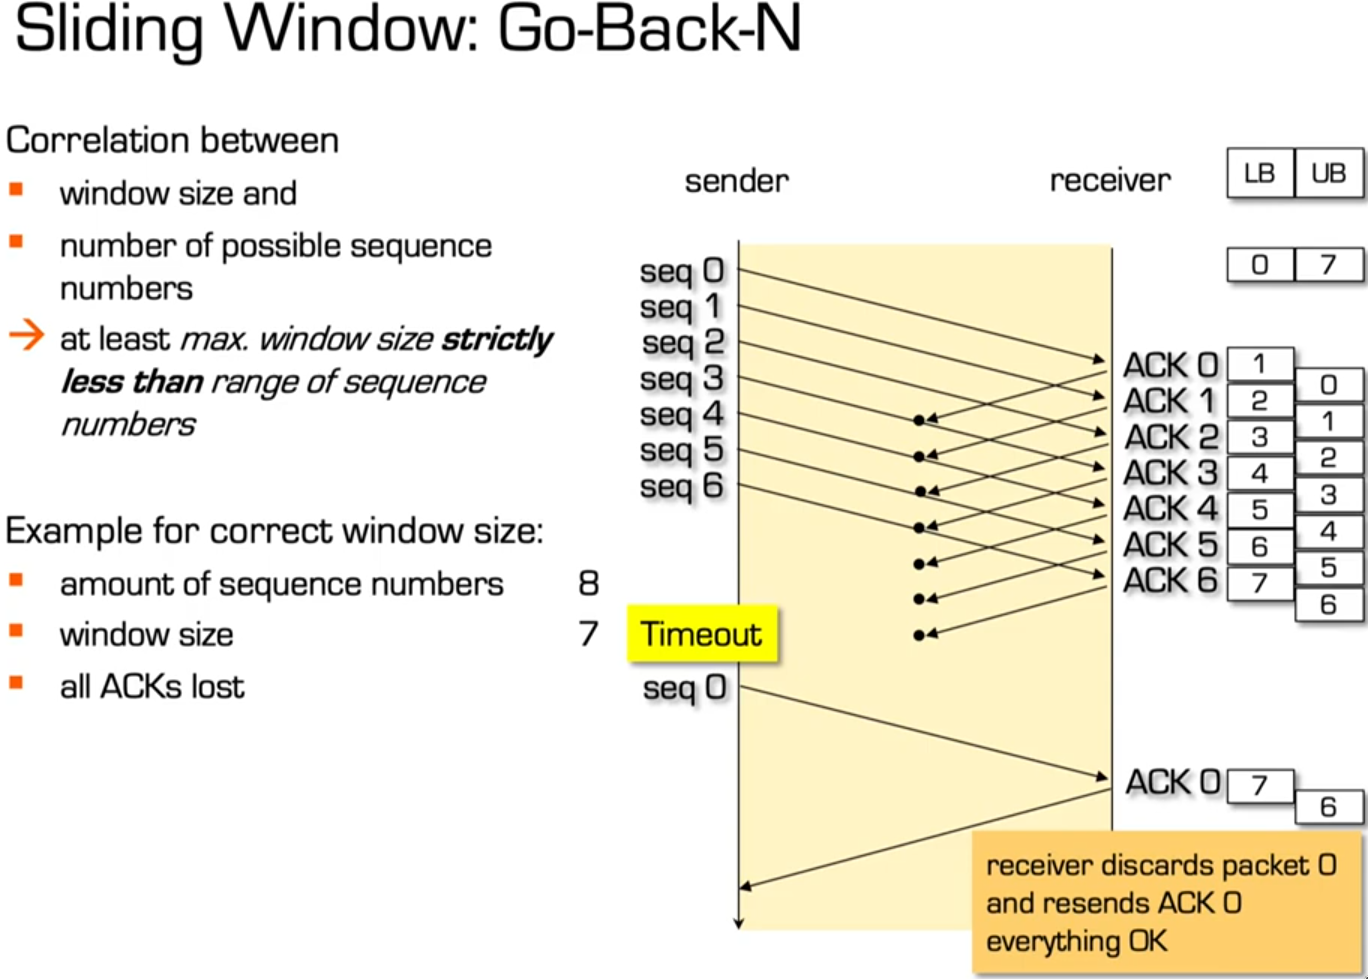 Sliding Window: Go-Back-N
Correlation between
window size and
number of possible sequence
numbers
at least max. window size strictly
less than range of sequence
numbers
Example for correct window size:
amount of sequence numbers 8
window size 7
all ACKs lost
sender
receiver
LB UB
0 7
seq 0
seq 1
seq 2
seq 3
seq 4
seq 5
seq 6
Timeout
seq 0
ACK 0 1
0
ACK 1 2
1
ACK 2 3
2
ACK 3 4
3
ACK 4 5
4
ACK 5 6
5
ACK 6 7
6
ACK 0 7
6
receiver discards packet 0
and resends ACK 0
everything OK